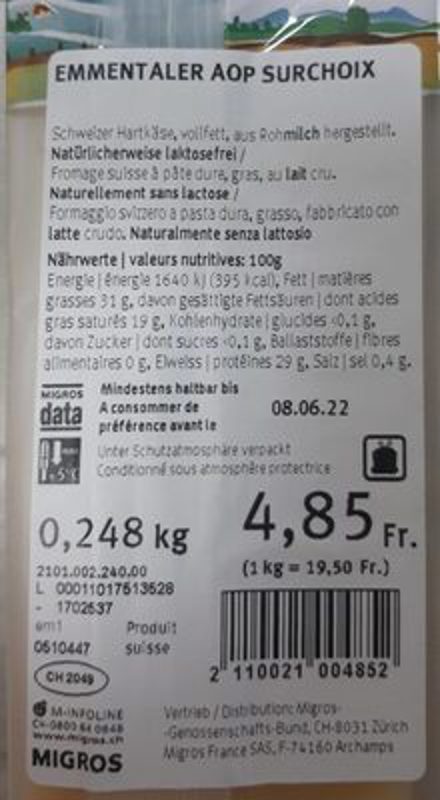 EMMENTALER AOP SURCHOIX
Schweizer Hartkäse, vollfett, aus Rohmilch hergestellt.
Natürlicherweise laktosefrei /
Fromage suisse à pâte dure, gras, au lait cru.
Naturellement sans lactose /
Formaggio svizzero a pasta dura, grasso, fabbricato con
latte crudo. Naturalmente senza lattosio
Nährwerte | valeurs nutritives: 100g
Energie | énergie 1640 kJ (395 kcal), Fett | matières
grasses 31 g, davon gesättigte Fettsäuren | dont acides
gras saturés 19 g, Kohlenhydrate | glucides <0,1 g,
davon Zucker | dont sucres <0,1 g, Ballaststoffe | fibres
alimentaires 0 g, Eiweiss | protéines 29 g, Salz | sel 0,4 g.
MIGROS
data
Mindestens haltbar bis
A consommer de
préférence avant le
08.06.22
Unter Schutzatmosphäre verpackt
Conditionné sous atmosphère protectrice
0,248 kg
4,85 Fr.
(1 kg = 19,50 Fr.)
2101.002.240.00
L 00011017513528
- 1702537
em1
Produit
0510447
suisse
CH 2049
2 110021 004852
M-INFOLINE
CH-0800 84 0848
www.migros.ch
MIGROS
Vertrieb / Distribution: Migros-
-Genossenschafts-Bund, CH-8031 Zürich
Migros France SAS, F-74160 Archamps